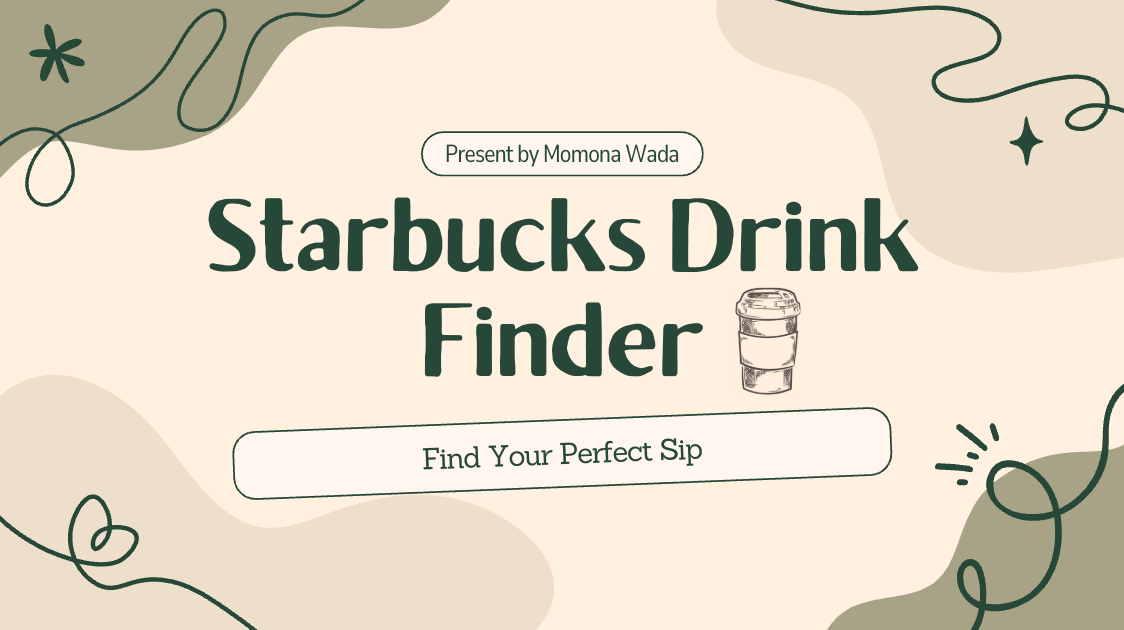 Present by Momona Wada
Starbucks Drink
Finder
Find Your Perfect Sip